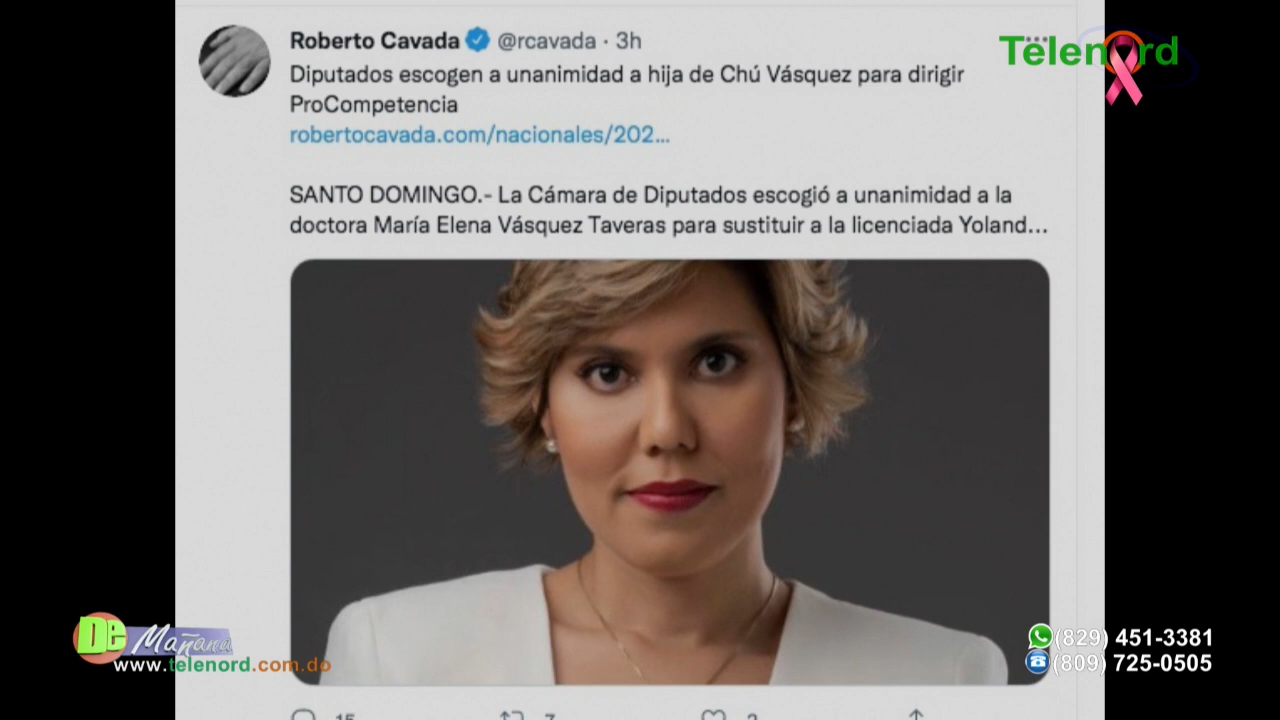 Roberto Cavada @rcavada · 3h
Diputados escogen a unanimidad a hija de Chú Vásquez para dirigir
ProCompetencia
robertocavada.com/nacionales/202...
SANTO DOMINGO.- La Cámara de Diputados escogió a unanimidad a la
doctora María Elena Vásquez Taveras para sustituir a la licenciada Yoland...
Telenord
De Mañana
www.telenord.com.do
(829) 451-3381
(809) 725-0505
15 7